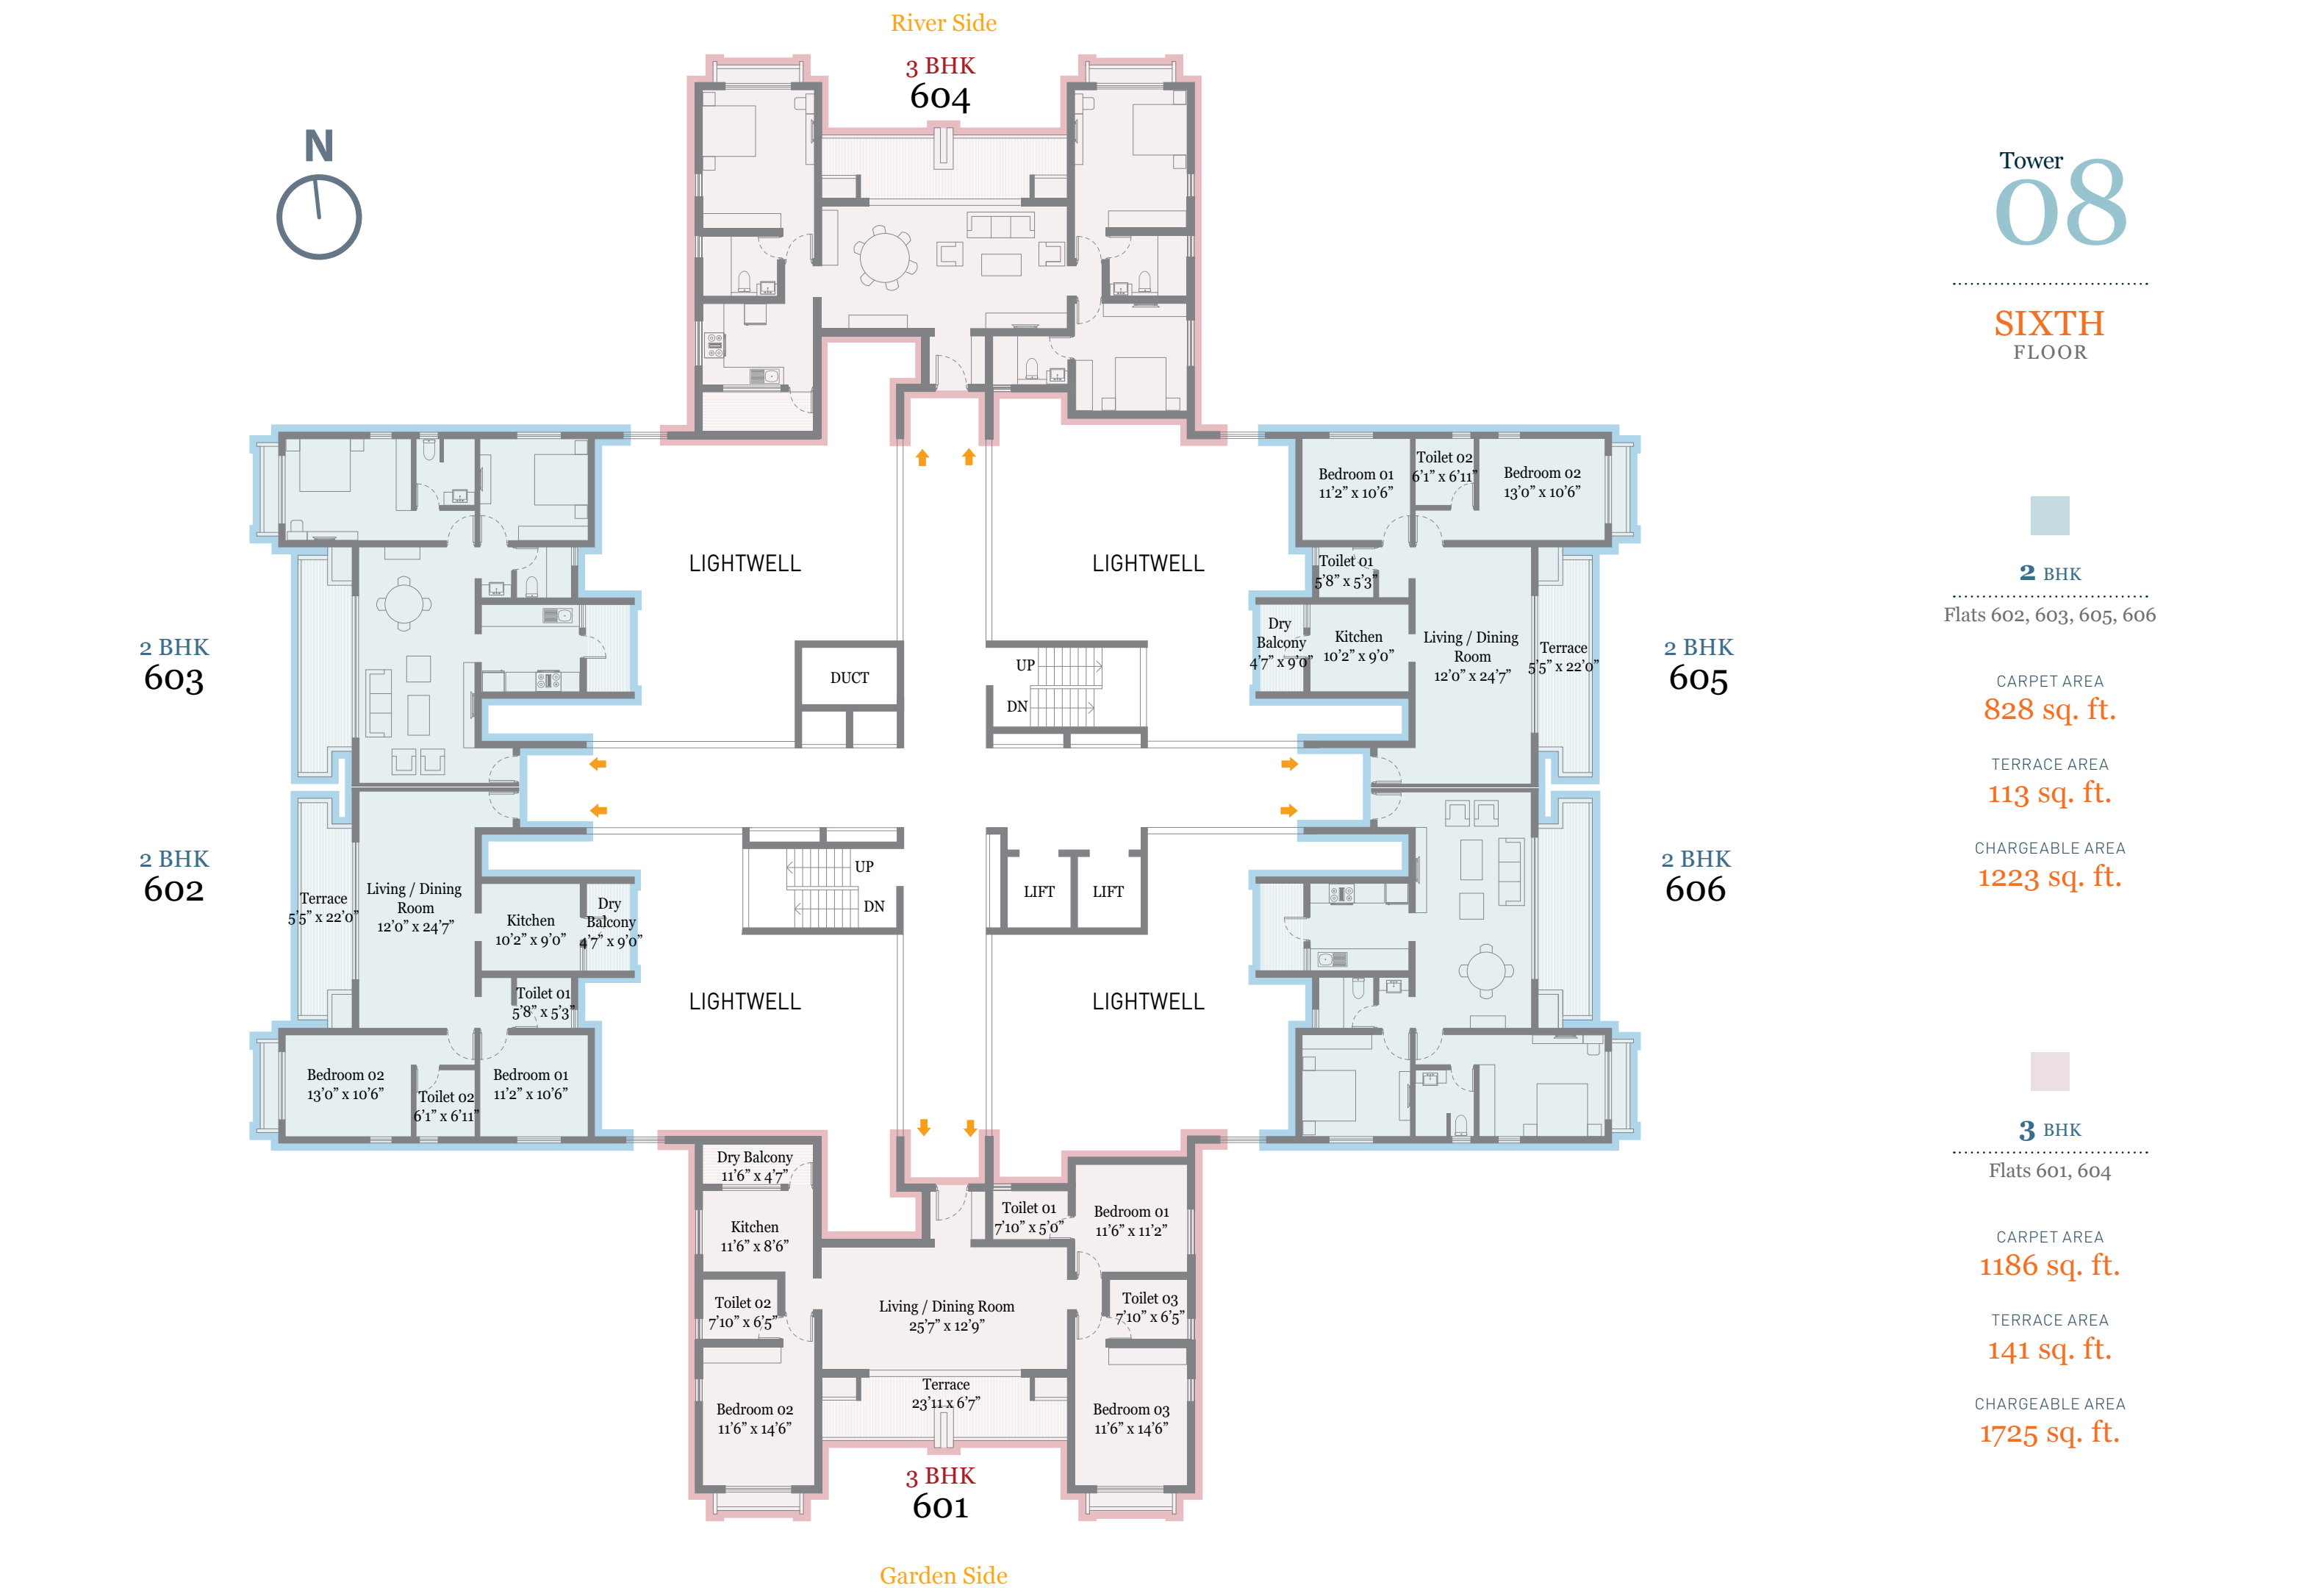 River Side
3 BHK
604
N
Tower
08
SIXTH
FLOOR
LIGHTWELL
LIGHTWELL
Bedroom 01
11’2” x 10’6”
Toilet 02
6’1” x 6’11”
Bedroom 02
13’0” x 10’6”
Toilet 01
5’8” x 5’3”
Dry
Balcony
4’7” x 9’0”
Kitchen
10’2” x 9’0”
Living / Dining
Room
12’0” x 24’7”
Terrace
5’5” x 22’0”
2 BHK
603
DUCT
UP
DN
2 BHK
605
2 BHK
602
Terrace
5’5” x 22’0”
Living / Dining
Room
12’0” x 24’7”
Kitchen
10’2” x 9’0”
Dry
Balcony
4’7” x 9’0”
Toilet 01
5’8” x 5’3”
Bedroom 02
13’0” x 10’6”
Toilet 02
6’1” x 6’11”
Bedroom 01
11’2” x 10’6”
UP
DN
LIFT
LIFT
2 BHK
606
LIGHTWELL
LIGHTWELL
Dry Balcony
11’6” x 4’7”
Kitchen
11’6” x 8’6”
Toilet 02
7’10” x 6’5”
Bedroom 02
11’6” x 14’6”
Living / Dining Room
25’7” x 12’9”
Terrace
23’11 x 6’7”
Toilet 01
7’10” x 5’0”
Bedroom 01
11’6” x 11’2”
Toilet 03
7’10” x 6’5”
Bedroom 03
11’6” x 14’6”
3 BHK
601
Garden Side
2 BHK
Flats 602, 603, 605, 606
CARPET AREA
828 sq. ft.
TERRACE AREA
113 sq. ft.
CHARGEABLE AREA
1223 sq. ft.
3 BHK
Flats 601, 604
CARPET AREA
1186 sq. ft.
TERRACE AREA
141 sq. ft.
CHARGEABLE AREA
1725 sq. ft.